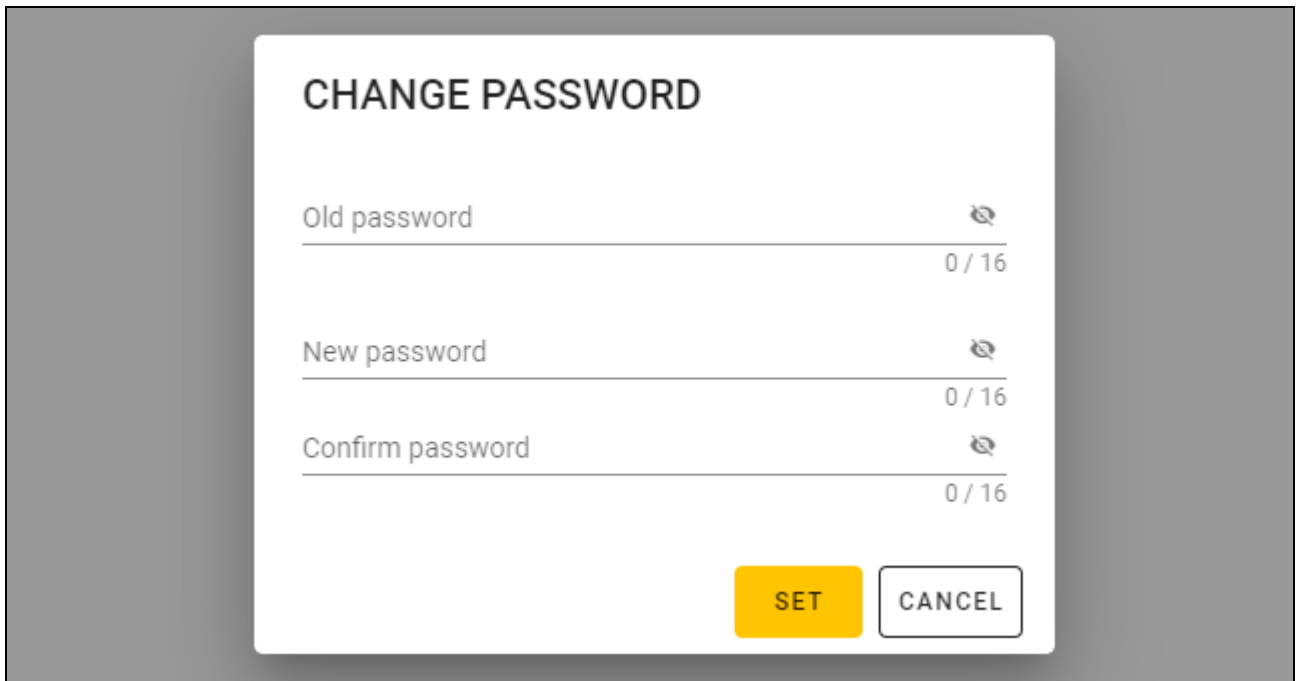 CHANGE PASSWORD
Old password
0 / 16
New password
0 / 16
Confirm password
0 / 16
SET CANCEL